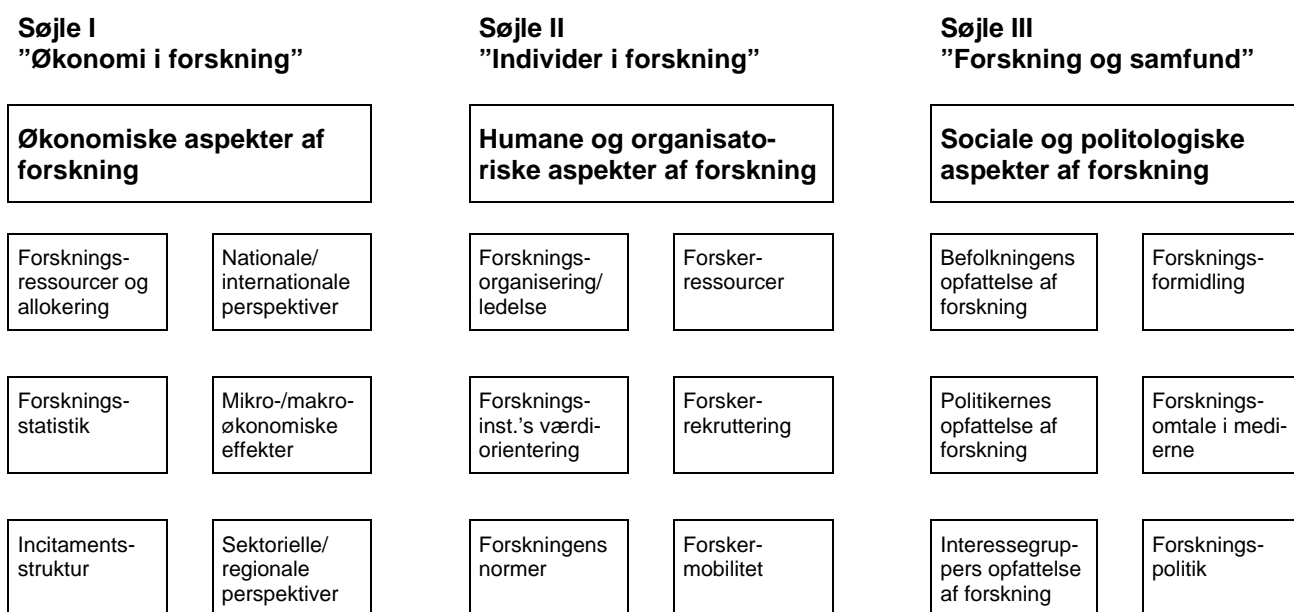 Søjle I
”Økonomi i forskning”
Økonomiske aspekter af
forskning
Forsknings-
ressourcer og
allokering
Nationale/
internationale
perspektiver
Forsknings-
statistik
Mikro-/makro-
økonomiske
effekter
Incitaments-
struktur
Sektorielle/
regionale
perspektiver
Søjle II
”Individer i forskning”
Humane og organisato-
riske aspekter af forskning
Forsknings-
organisering/
ledelse
Forsker-
ressourcer
Forsknings-
inst.’s værdi-
orientering
Forsker-
rekruttering
Forskningens
normer
Forsker-
mobilitet
Søjle III
”Forskning og samfund”
Sociale og politologiske
aspekter af forskning
Befolkningens
opfattelse af
forskning
Forsknings-
formidling
Politikernes
opfattelse af
forskning
Forsknings-
omtale i medi-
erne
Interessegrup-
pers opfattelse
af forskning
Forsknings-
politik